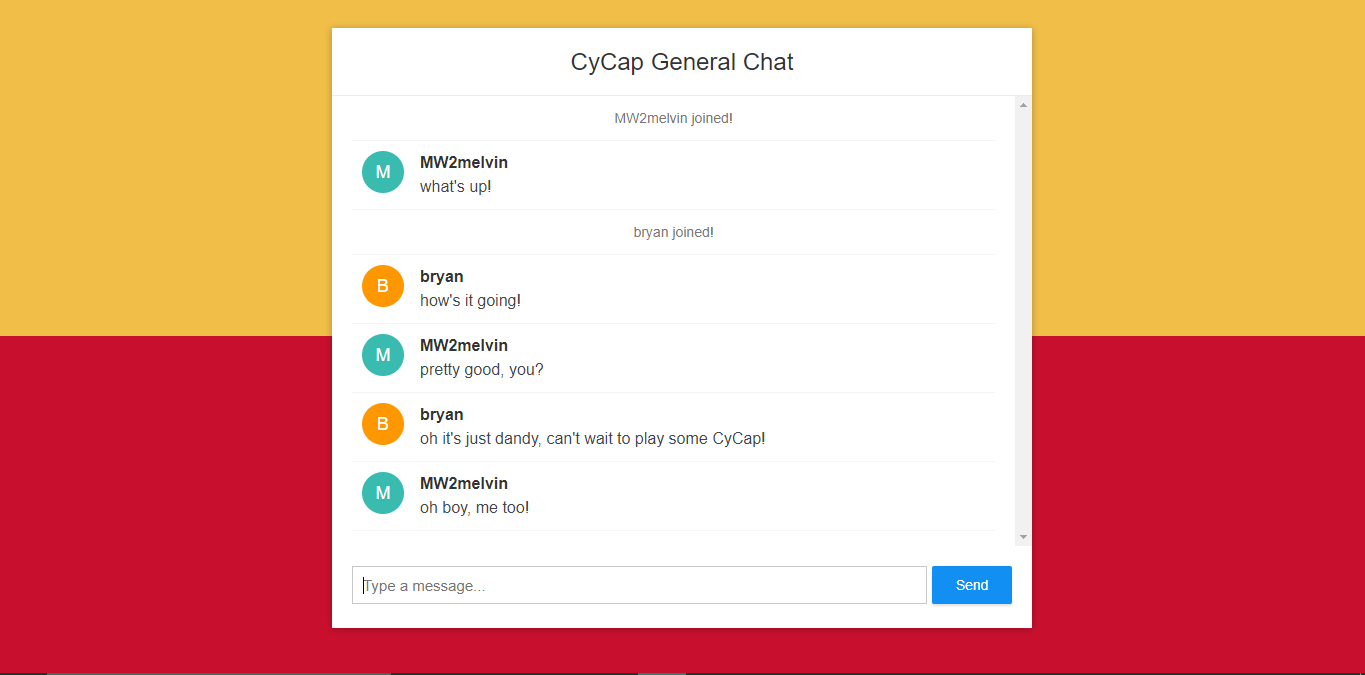 CyCap General Chat
MW2melvin joined!
M
MW2melvin
what's up!
bryan joined!
B
bryan
how's it going!
M
MW2melvin
pretty good, you?
B
bryan
oh it's just dandy, can't wait to play some CyCap!
M
MW2melvin
oh boy, me too!
Type a message...
Send